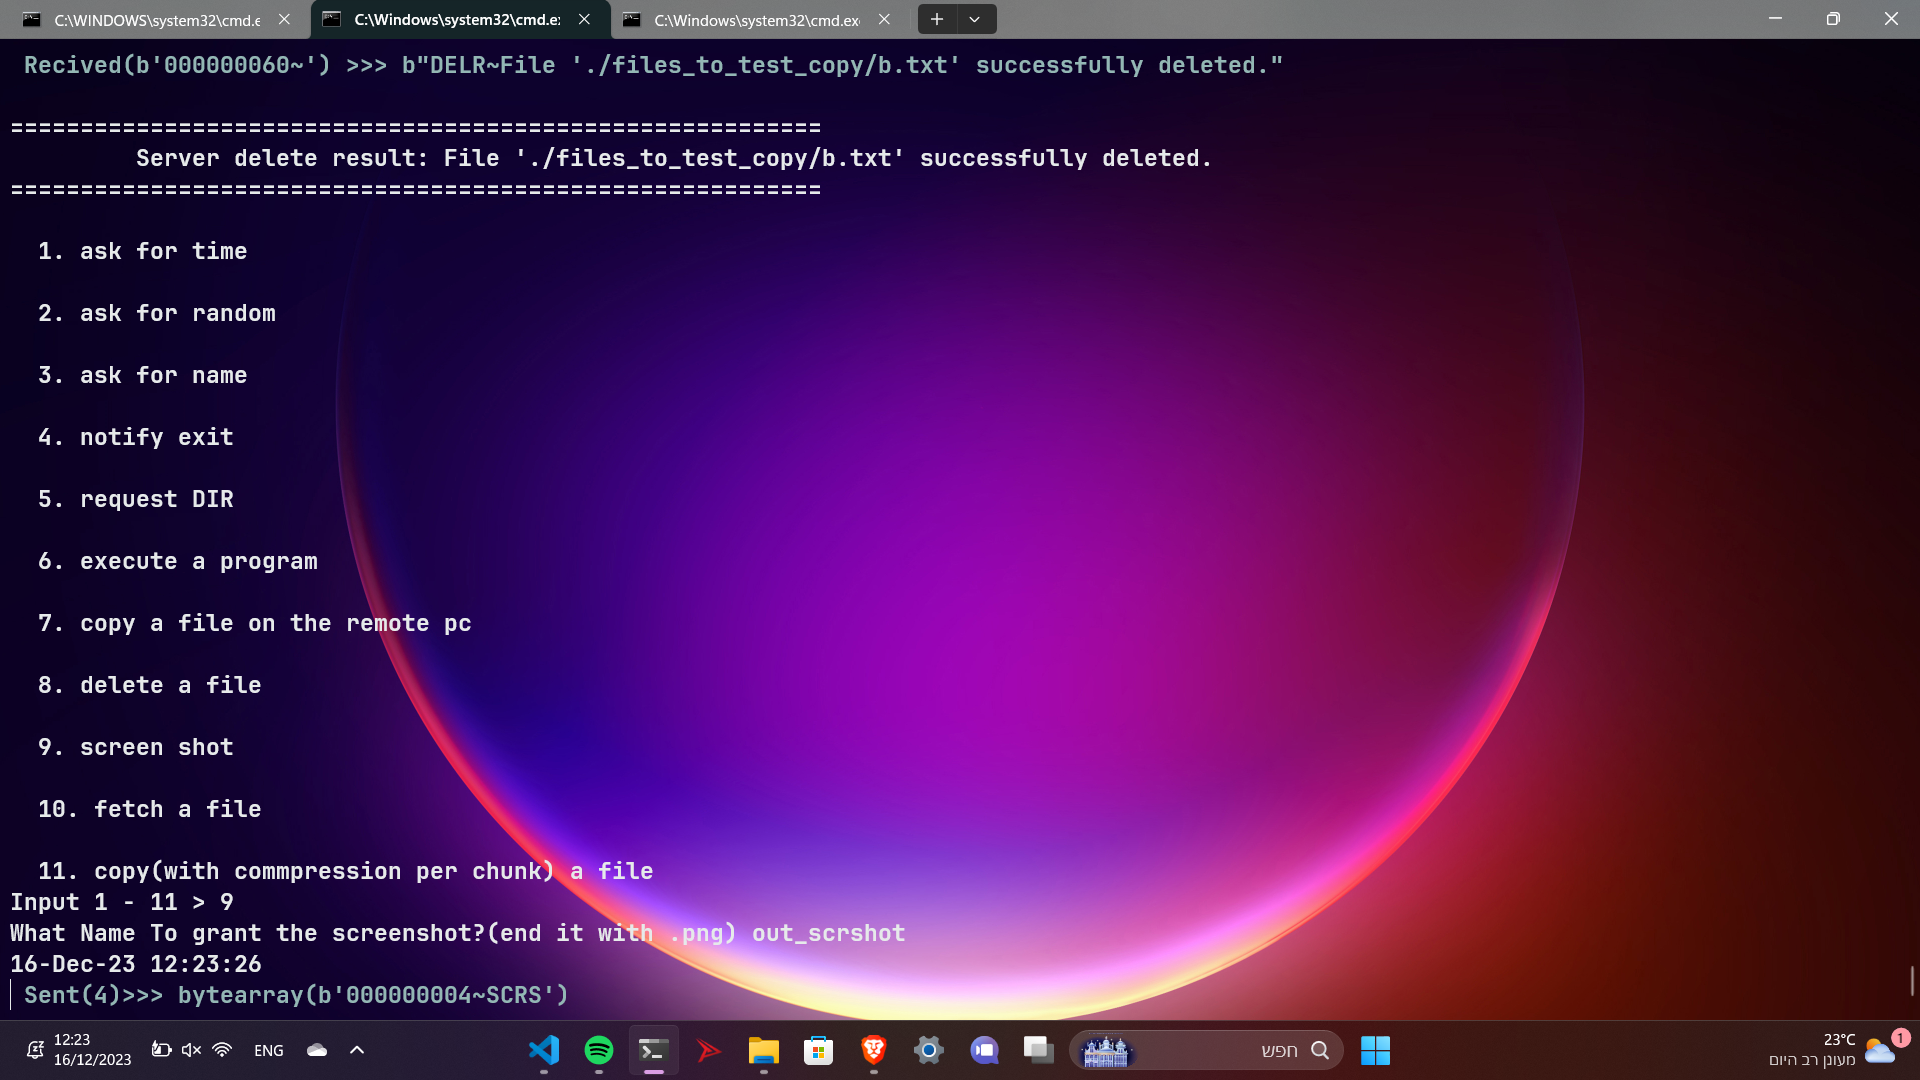 C:\WINDOWS\system32\cmd.e
C:\Windows\system32\cmd.e:
C:\Windows\system32\cmd.ex
Recived(b'000000060~') >>> b"DELR~File './files_to_test_copy/b.txt' successfully deleted."
==========================================================
Server delete result: File './files_to_test_copy/b.txt' successfully deleted.
==========================================================
1. ask for time
2. ask for random
3. ask for name
4. notify exit
5. request DIR
6. execute a program
7. copy a file on the remote pc
8. delete a file
9. screen shot
10. fetch a file
11. copy(with commpression per chunk) a file
Input 1 - 11 > 9
What Name To grant the screenshot?(end it with .png) out_scrshot
16-Dec-23 12:23:26
Sent(4)>>> bytearray(b'000000004~SCRS')
12:23
16/12/2023
ENG
חפש
23°C
מעונן רב היום
1